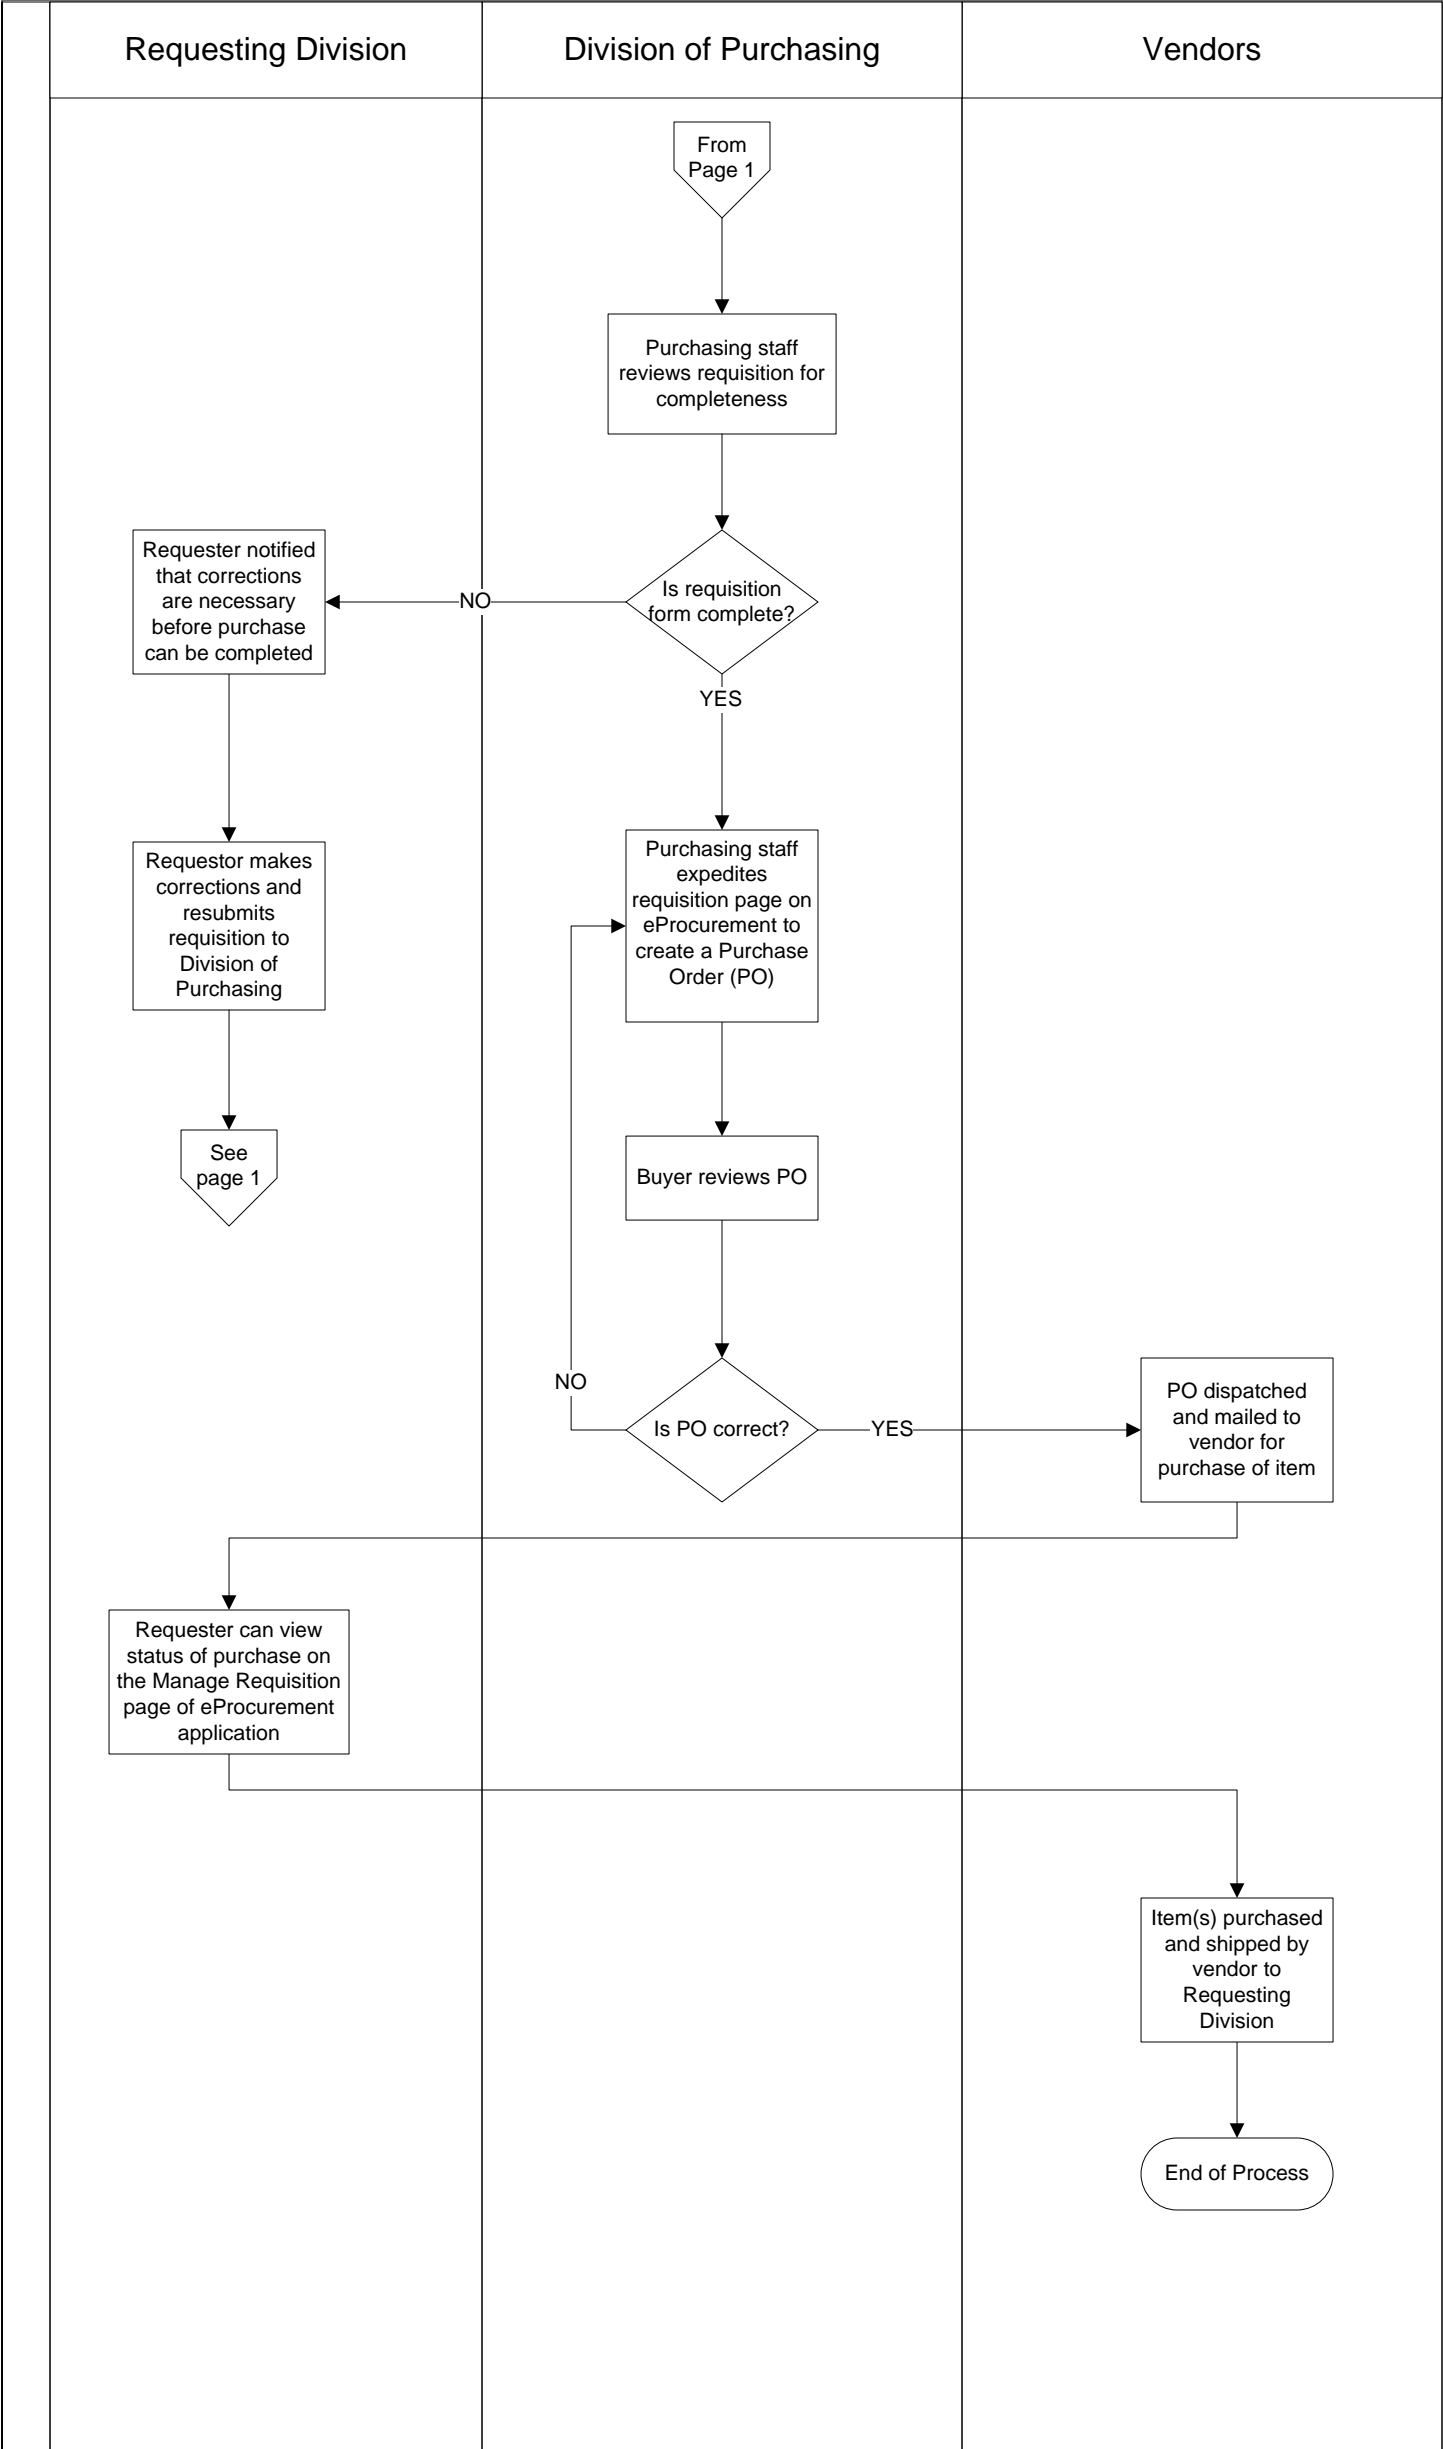 Requesting Division
Division of Purchasing
Vendors
From
Page 1
Purchasing staff
reviews requisition for
completeness
Is requisition
form complete?
NO
Requester notified
that corrections
are necessary
before purchase
can be completed
YES
Requestor makes
corrections and
resubmits
requisition to
Division of
Purchasing
See
page 1
Purchasing staff
expedites
requisition page on
eProcurement to
create a Purchase
Order (PO)
Buyer reviews PO
Is PO correct?
NO
YES
PO dispatched
and mailed to
vendor for
purchase of item
Requester can view
status of purchase on
the Manage Requisition
page of eProcurement
application
Item(s) purchased
and shipped by
vendor to
Requesting
Division
End of Process